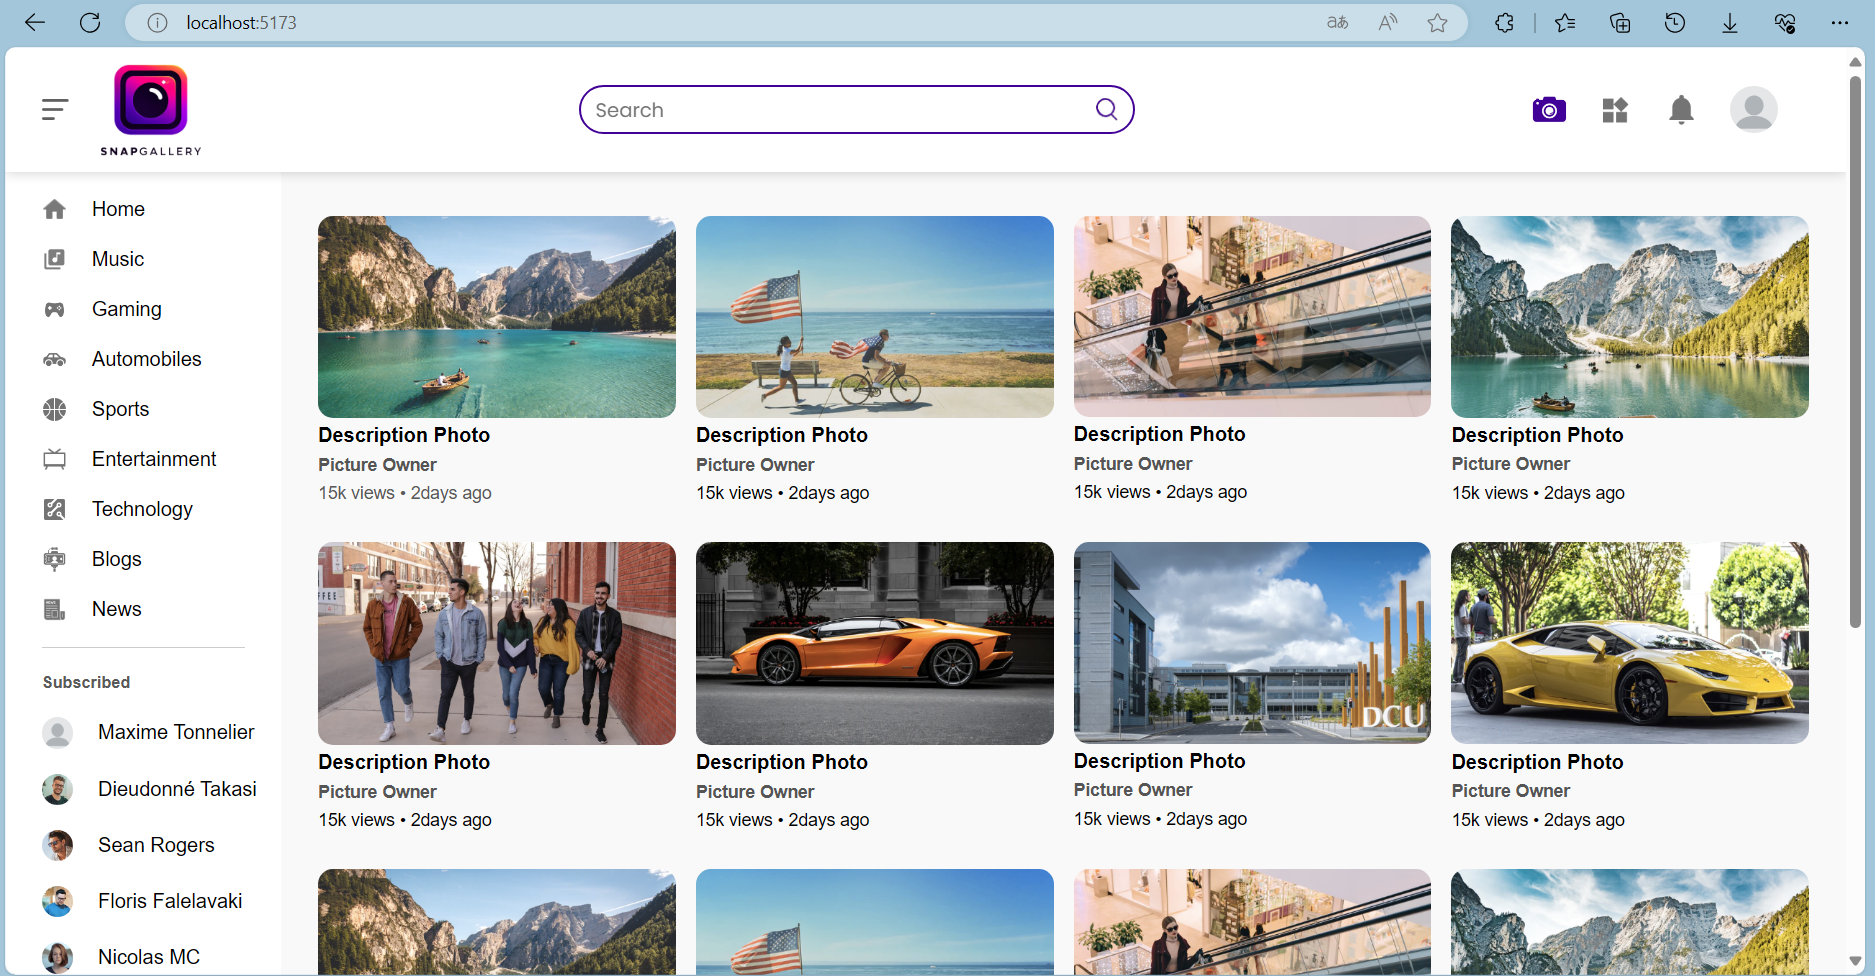 localhost:5173
SNAPGALLERY
Search
Home
Music
Gaming
Automobiles
Sports
Entertainment
Technology
Blogs
News
Subscribed
Maxime Tonnelier
Dieudonné Takasi
Sean Rogers
Floris Falelavaki
Nicolas MC
Description Photo
Picture Owner
15k views • 2days ago
Description Photo
Picture Owner
15k views • 2days ago
Description Photo
Picture Owner
15k views • 2days ago
Description Photo
Picture Owner
15k views • 2days ago
FFEE
Description Photo
Picture Owner
15k views • 2days ago
Description Photo
Picture Owner
15k views • 2days ago
DCU
Description Photo
Picture Owner
15k views • 2days ago
Description Photo
Picture Owner
15k views • 2days ago